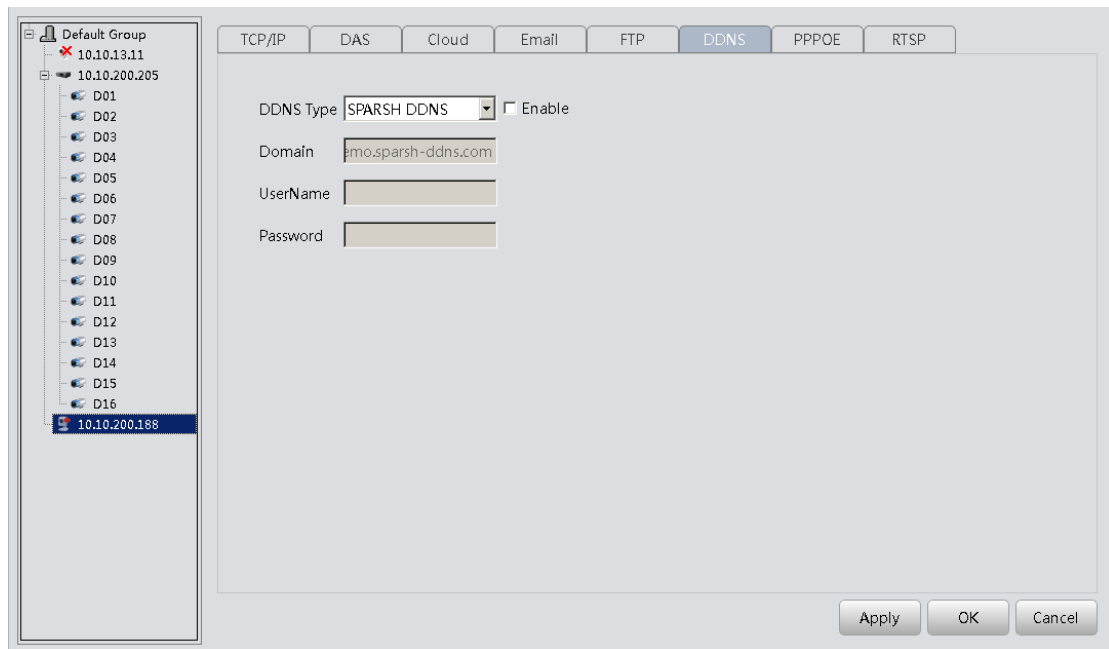 Default Group
10.10.13.11
10.10.200.205
D01
D02
D03
D04
D05
D06
D07
D08
D09
D10
D11
D12
D13
D14
D15
D16
10.10.200.188
TCP/IP DAS Cloud Email FTP DDNS PPPOE RTSP
DDNS Type SPARSH DDNS Enable
Domain emo.sparsh-ddns.com
UserName
Password
Apply OK Cancel